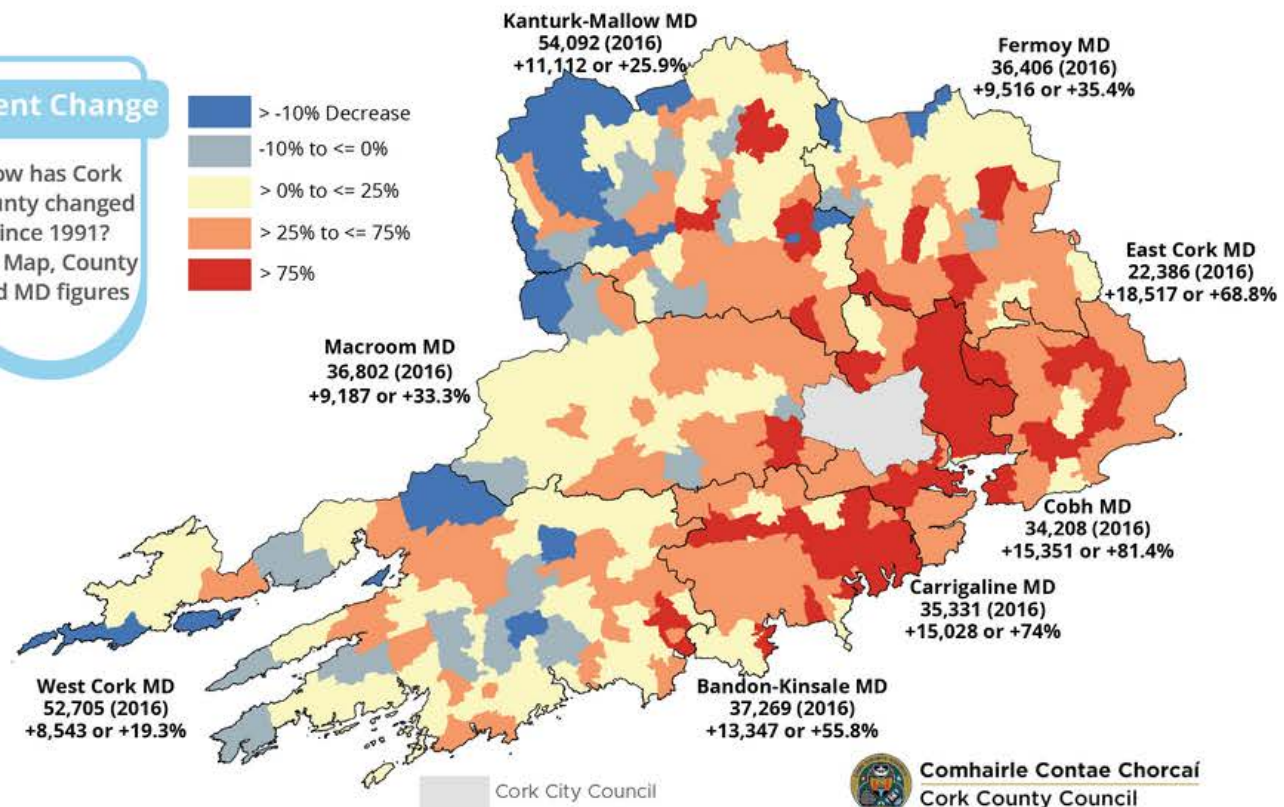 ent Change
ow has Cork
unty changed
ince 1991?
Map, County
d MD figures
> -10% Decrease
-10% to <= 0%
> 0% to <= 25%
> 25% to <= 75%
> 75%
Kanturk-Mallow MD
54,092 (2016)
+11,112 or +25.9%
Fermoy MD
36,406 (2016)
+9,516 or +35.4%
East Cork MD
22,386 (2016)
+18,517 or +68.8%
Macroom MD
36,802 (2016)
+9,187 or +33.3%
Cobh MD
34,208 (2016)
+15,351 or +81.4%
Carrigaline MD
35,331 (2016)
+15,028 or +74%
West Cork MD
52,705 (2016)
+8,543 or +19.3%
Bandon-Kinsale MD
37,269 (2016)
+13,347 or +55.8%
Cork City Council
Comhairle Contae Chorcaí
Cork County Council